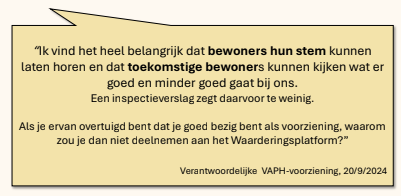 “Ik vind het heel belangrijk dat bewoners hun stem kunnen
laten horen en dat toekomstige bewoners kunnen kijken wat er
goed en minder goed gaat bij ons.
Een inspectieverslag zegt daarvoor te weinig.
Als je ervan overtuigd bent dat je goed bezig bent als voorziening, waarom
zou je dan niet deelnemen aan het Waarderingsplatform?”
Verantwoordelijke VAPH-voorziening, 20/9/2024